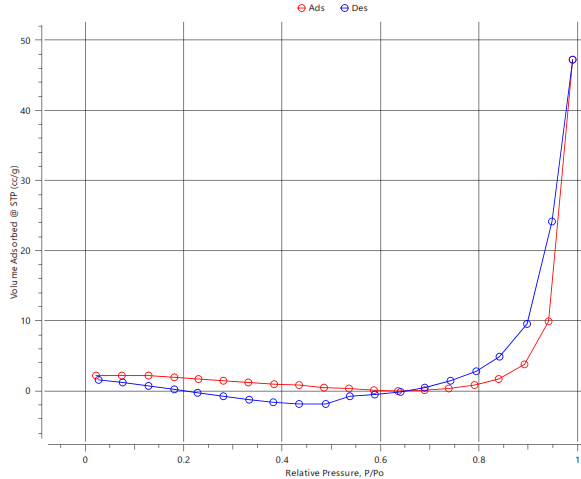 Ads Des
50
40
30
20
10
0
Volume Adsorbed @ STP (cc/g)
0 0.2 0.4 0.6 0.8 1
Relative Pressure, P/Po